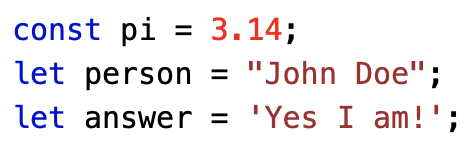 const pi = 3.14;
let person = "John Doe";
let answer = 'Yes I am!';